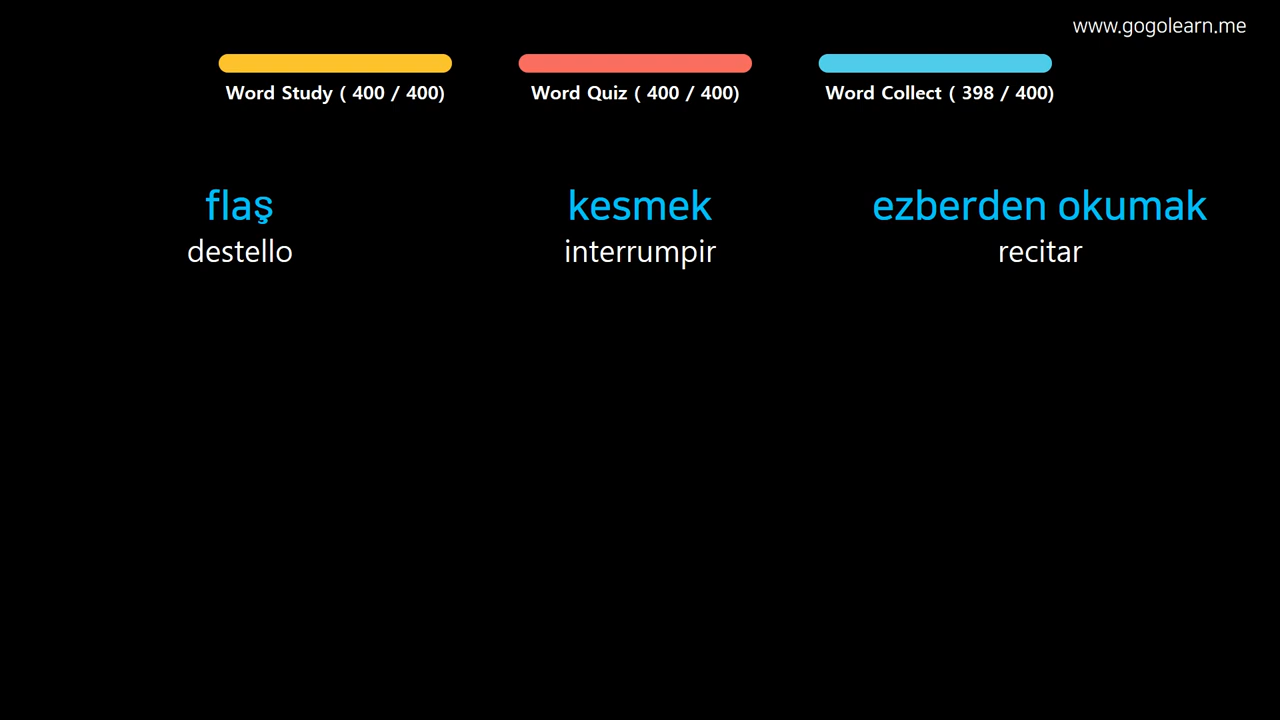 www.gogolearn.me
Word Study ( 400 / 400)
Word Quiz ( 400 / 400)
Word Collect ( 398 / 400)
flaş
destello
kesmek
interrumpir
ezberden okumak
recitar